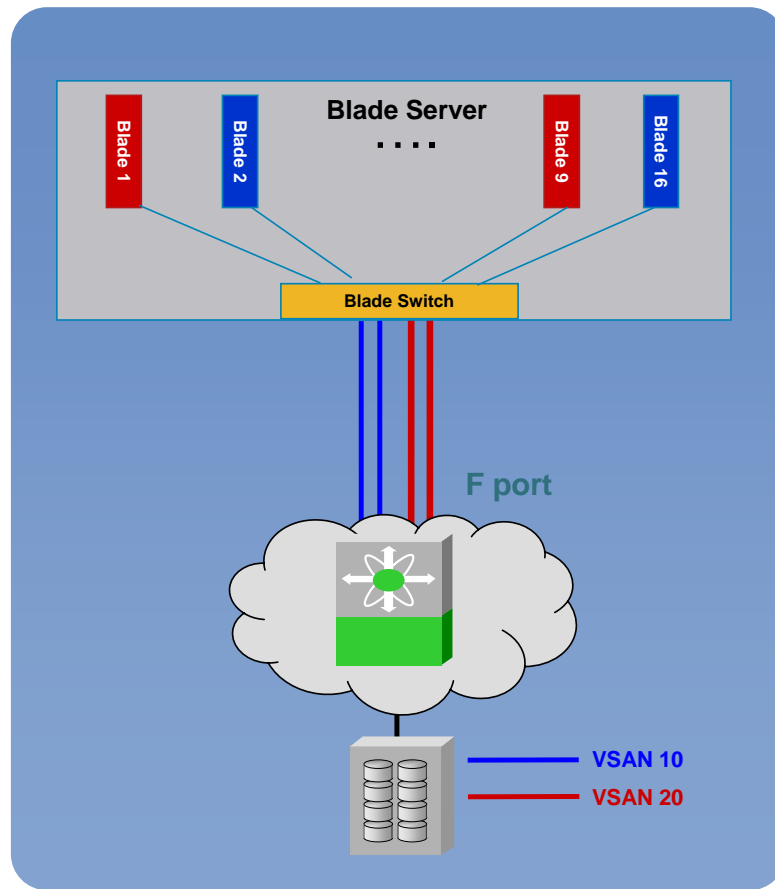 Blade Server
. . . .
Blade 1
Blade 2
Blade 9
Blade 16
Blade Switch
F port
VSAN 10
VSAN 20